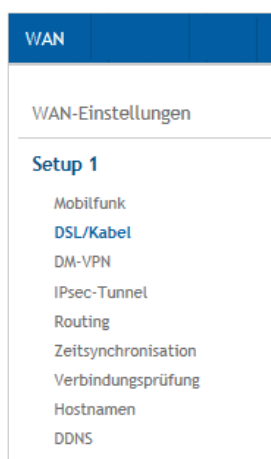 WAN
WAN-Einstellungen
Setup 1
Mobilfunk
DSL/Kabel
DM-VPN
IPsec-Tunnel
Routing
Zeitsynchronisation
Verbindungsprüfung
Hostnamen
DDNS